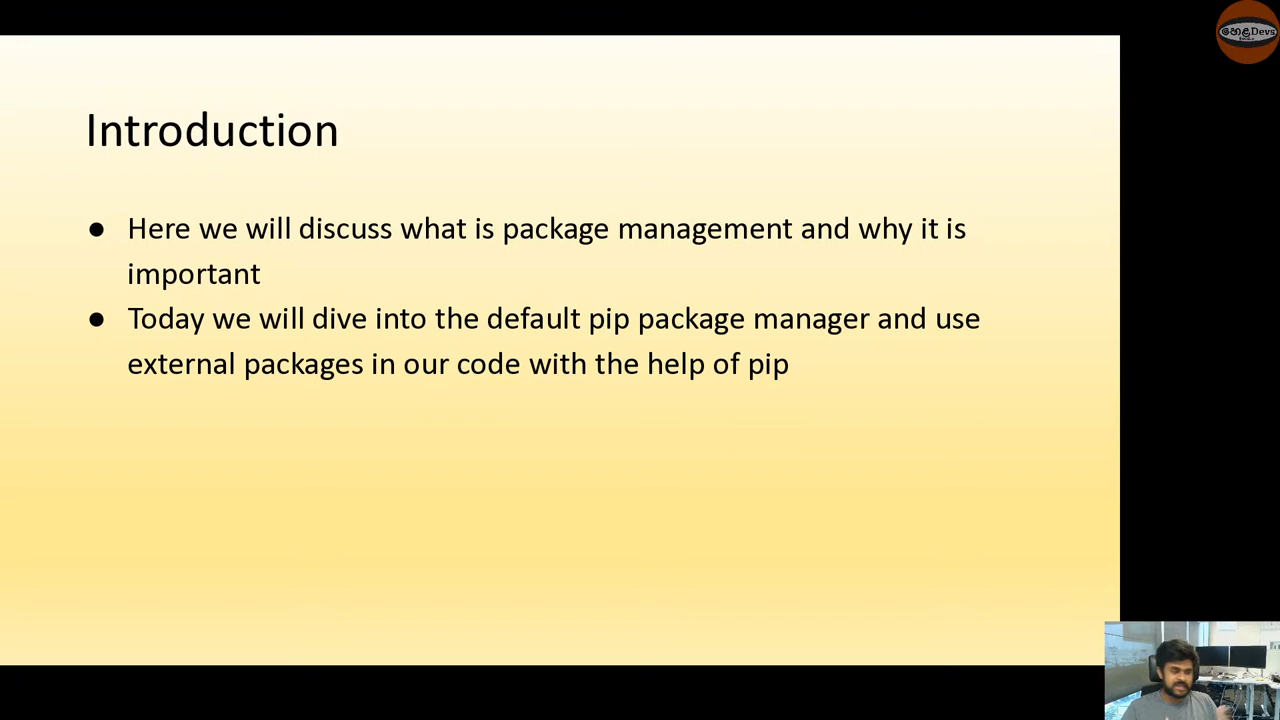 හෙළDevs
Introduction
● Here we will discuss what is package management and why it is
important
● Today we will dive into the default pip package manager and use
external packages in our code with the help of pip